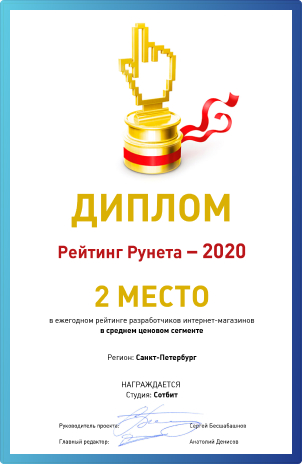 ДИПЛОМ
Рейтинг Рунета – 2020
2 МЕСТО
в ежегодном рейтинге разработчиков интернет-магазинов
в среднем ценовом сегменте
Регион: Санкт-Петербург
НАГРАЖДАЕТСЯ
Студия: Сотбит
Руководитель проекта: Сергей Бесшабашнов
Главный редактор: Анатолий Денисов